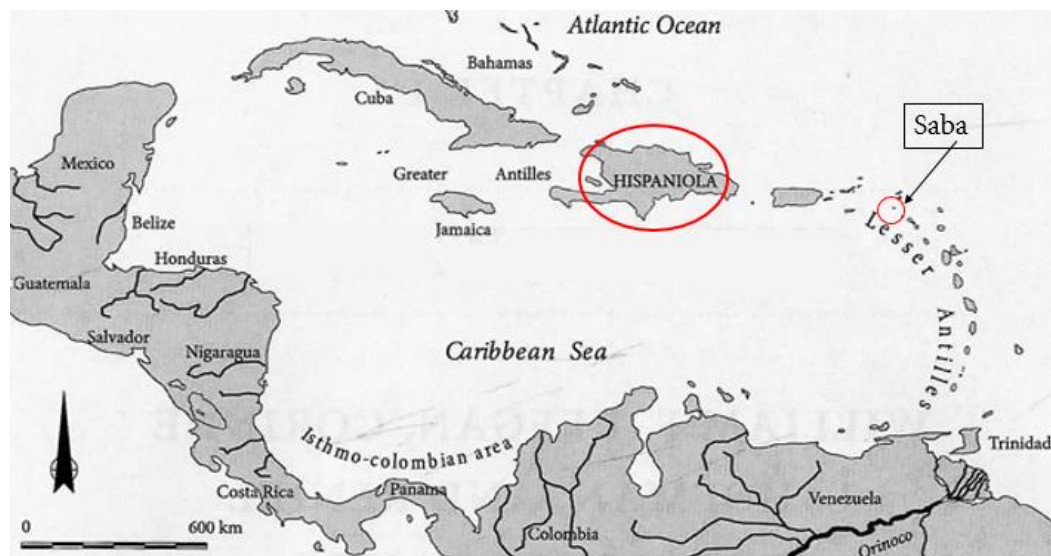 Atlantic Ocean
Bahamas
Cuba
Saba
Mexico
Greater
Antilles
HISPANIOLA
Belize
Jamaica
Lesser
Honduras
Guatemala
Antilles
Salvador
Nigaragua
Caribbean Sea
Isthmo-colombian area
Trinidad
Costa Rica
Panama
Venezuela
0
600 km
Colombia
Orinoco